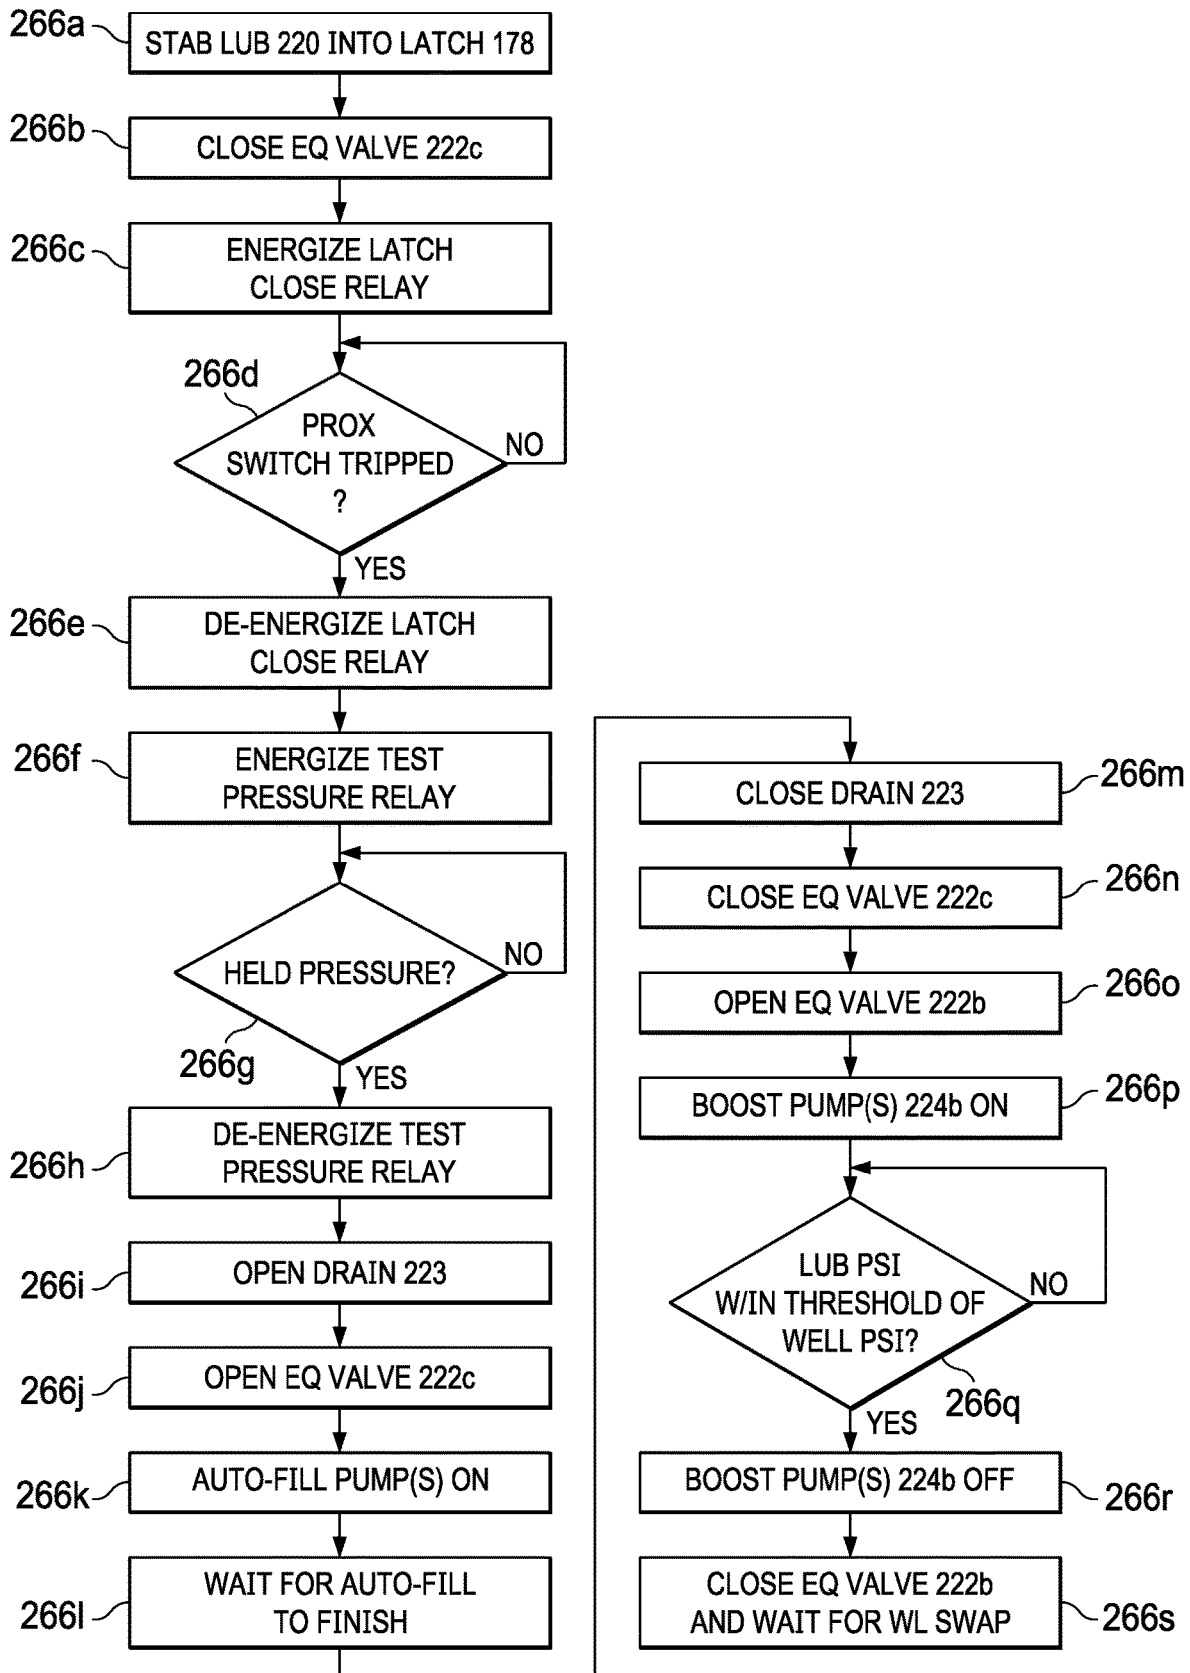 266a
STAB LUB 220 INTO LATCH 178
266b
CLOSE EQ VALVE 222c
266c
ENERGIZE LATCH
CLOSE RELAY
266d
PROX
SWITCH TRIPPED
?
NO
YES
266e
DE-ENERGIZE LATCH
CLOSE RELAY
266f
ENERGIZE TEST
PRESSURE RELAY
HELD PRESSURE?
NO
266g
YES
266h
DE-ENERGIZE TEST
PRESSURE RELAY
266i
OPEN DRAIN 223
266j
OPEN EQ VALVE 222c
266k
AUTO-FILL PUMP(S) ON
266l
WAIT FOR AUTO-FILL
TO FINISH
CLOSE DRAIN 223
266m
CLOSE EQ VALVE 222c
266n
OPEN EQ VALVE 222b
266o
BOOST PUMP(S) 224b ON
266p
LUB PSI
W/IN THRESHOLD OF
WELL PSI?
NO
266q
YES
BOOST PUMP(S) 224b OFF
266r
CLOSE EQ VALVE 222b
AND WAIT FOR WL SWAP
266s